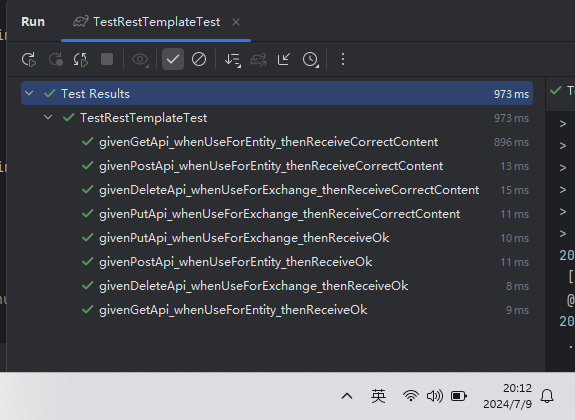 Run TestRestTemplateTest
Test Results 973 ms
TestRestTemplateTest 973 ms
givenGetApi_whenUseForEntity_thenReceiveCorrectContent 896 ms
givenPostApi_whenUseForEntity_thenReceiveCorrectContent 13 ms
givenDeleteApi_whenUseForExchange_thenReceiveCorrectContent 15 ms
givenPutApi_whenUseForExchange_thenReceiveCorrectContent 11 ms
givenPutApi_whenUseForExchange_thenReceiveOk 10 ms
givenPostApi_whenUseForEntity_thenReceiveOk 11 ms
givenDeleteApi_whenUseForExchange_thenReceiveOk 8 ms
givenGetApi_whenUseForEntity_thenReceiveOk 9 ms
>
>
>
>
>
>
20
[
@
20
.
英
20:12
2024/7/9